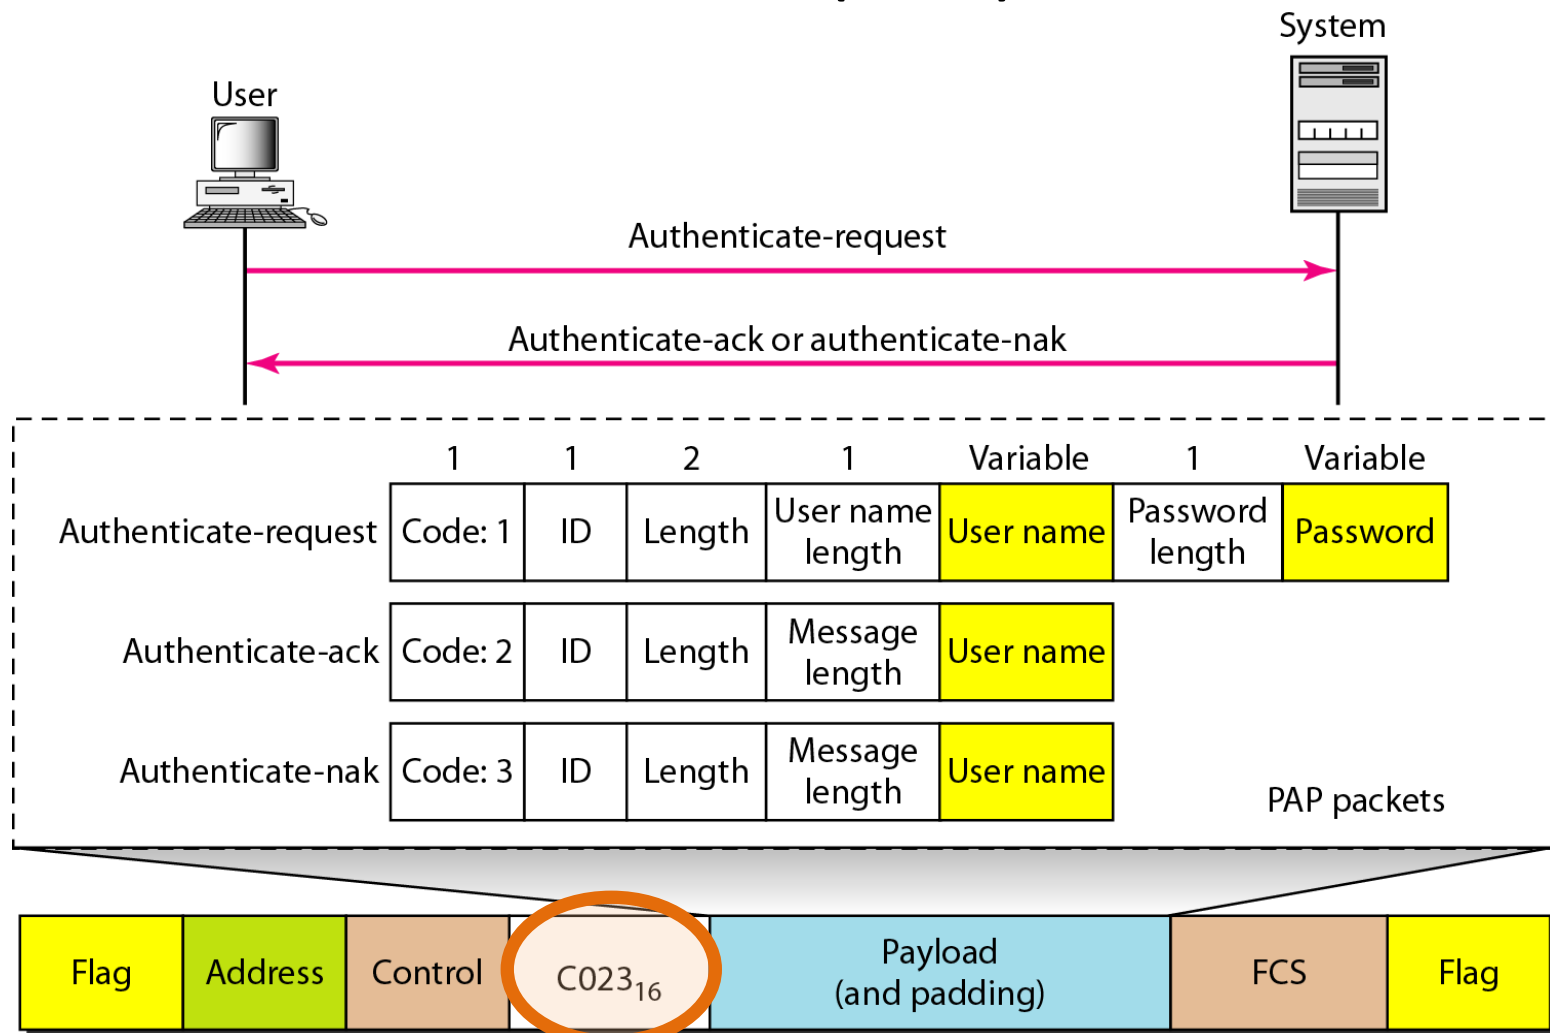 System
User
Authenticate-request
Authenticate-ack or authenticate-nak
1 1 2 1 Variable 1 Variable
Authenticate-request Code: 1 ID Length User name length User name Password length Password
Authenticate-ack Code: 2 ID Length Message length User name
Authenticate-nak Code: 3 ID Length Message length User name
PAP packets
Flag Address Control C023₁₆ Payload (and padding) FCS Flag